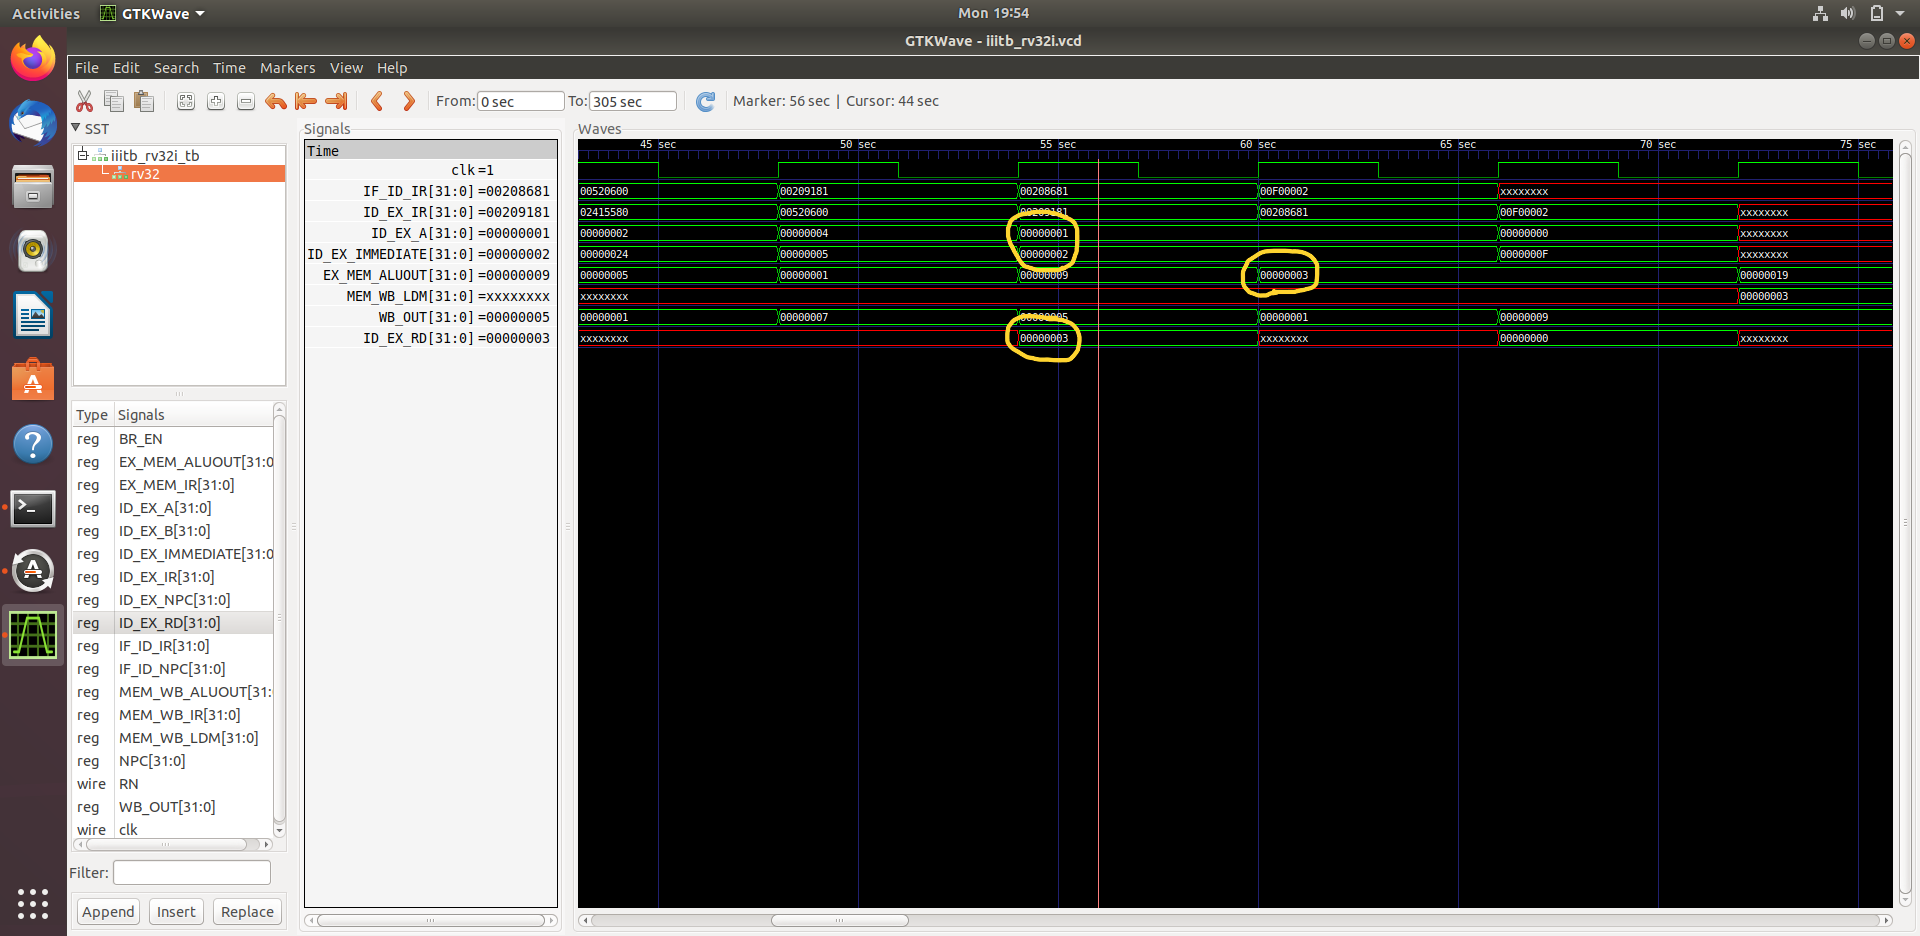 Activities GTKWave Mon 19:54
GTKWave - iiitb_rv32i.vcd
File Edit Search Time Markers View Help
From: 0 sec To: 305 sec Marker: 56 sec | Cursor: 44 sec
SST
iiitb_rv32i_tb
rv32
Type Signals
reg BR_EN
reg EX_MEM_ALUOUT[31:0
reg EX_MEM_IR[31:0]
reg ID_EX_A[31:0]
reg ID_EX_B[31:0]
reg ID_EX_IMMEDIATE[31:0
reg ID_EX_IR[31:0]
reg ID_EX_NPC[31:0]
reg ID_EX_RD[31:0]
reg IF_ID_IR[31:0]
reg IF_ID_NPC[31:0]
reg MEM_WB_ALUOUT[31:
reg MEM_WB_IR[31:0]
reg MEM_WB_LDM[31:0]
reg NPC[31:0]
wire RN
reg WB_OUT[31:0]
wire clk
Filter:
Append Insert Replace
Signals
Time
clk =1
IF_ID_IR[31:0] =00208681
ID_EX_IR[31:0] =00209181
ID_EX_A[31:0] =00000001
ID_EX_IMMEDIATE[31:0] =00000002
EX_MEM_ALUOUT[31:0] =00000009
MEM_WB_LDM[31:0] =xxxxxxxx
WB_OUT[31:0] =00000005
ID_EX_RD[31:0] =00000003
Waves
45 sec 50 sec 55 sec 60 sec 65 sec 70 sec 75 sec
00520600 00209181 00208681 00F00002 xxxxxxxx
02415580 00520600 00209181 00208681 00F00002 xxxxxxxx
00000002 00000004 00000001 00000000 xxxxxxxx
00000024 00000005 00000002 0000000F xxxxxxxx
00000005 00000001 00000009 00000003 00000019
xxxxxxxx 00000003
00000001 00000007 00000005 00000001 00000009
xxxxxxxx 00000003 xxxxxxxx 00000000 xxxxxxxx